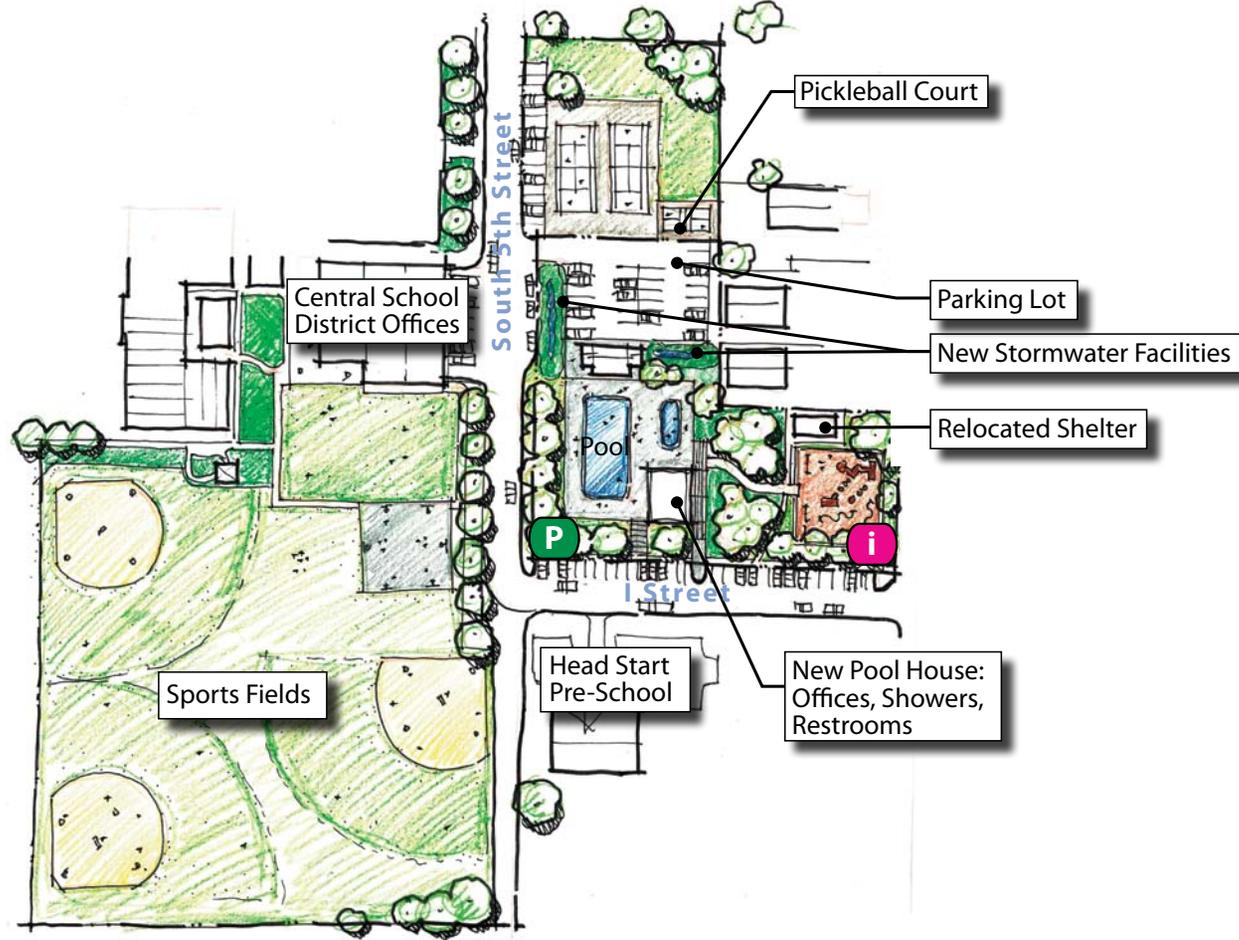 Pickleball Court
South 5th Street
Central School
District Offices
Parking Lot
New Stormwater Facilities
Relocated Shelter
Pool
P
i
I Street
Head Start
Pre-School
New Pool House:
Offices, Showers,
Restrooms
Sports Fields